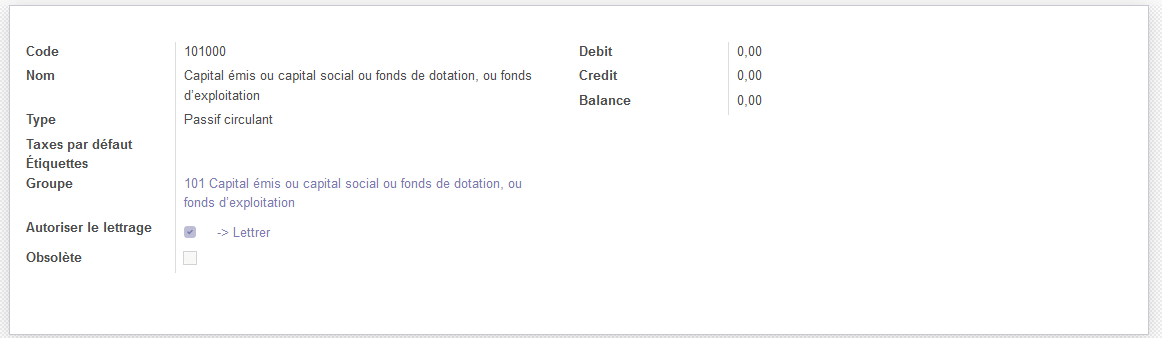 Code 101000
Nom Capital émis ou capital social ou fonds de dotation, ou fonds
d’exploitation
Type Passif circulant
Taxes par défaut
Étiquettes
Groupe 101 Capital émis ou capital social ou fonds de dotation, ou
fonds d’exploitation
Autoriser le lettrage -> Lettrer
Obsolète
Debit 0,00
Credit 0,00
Balance 0,00